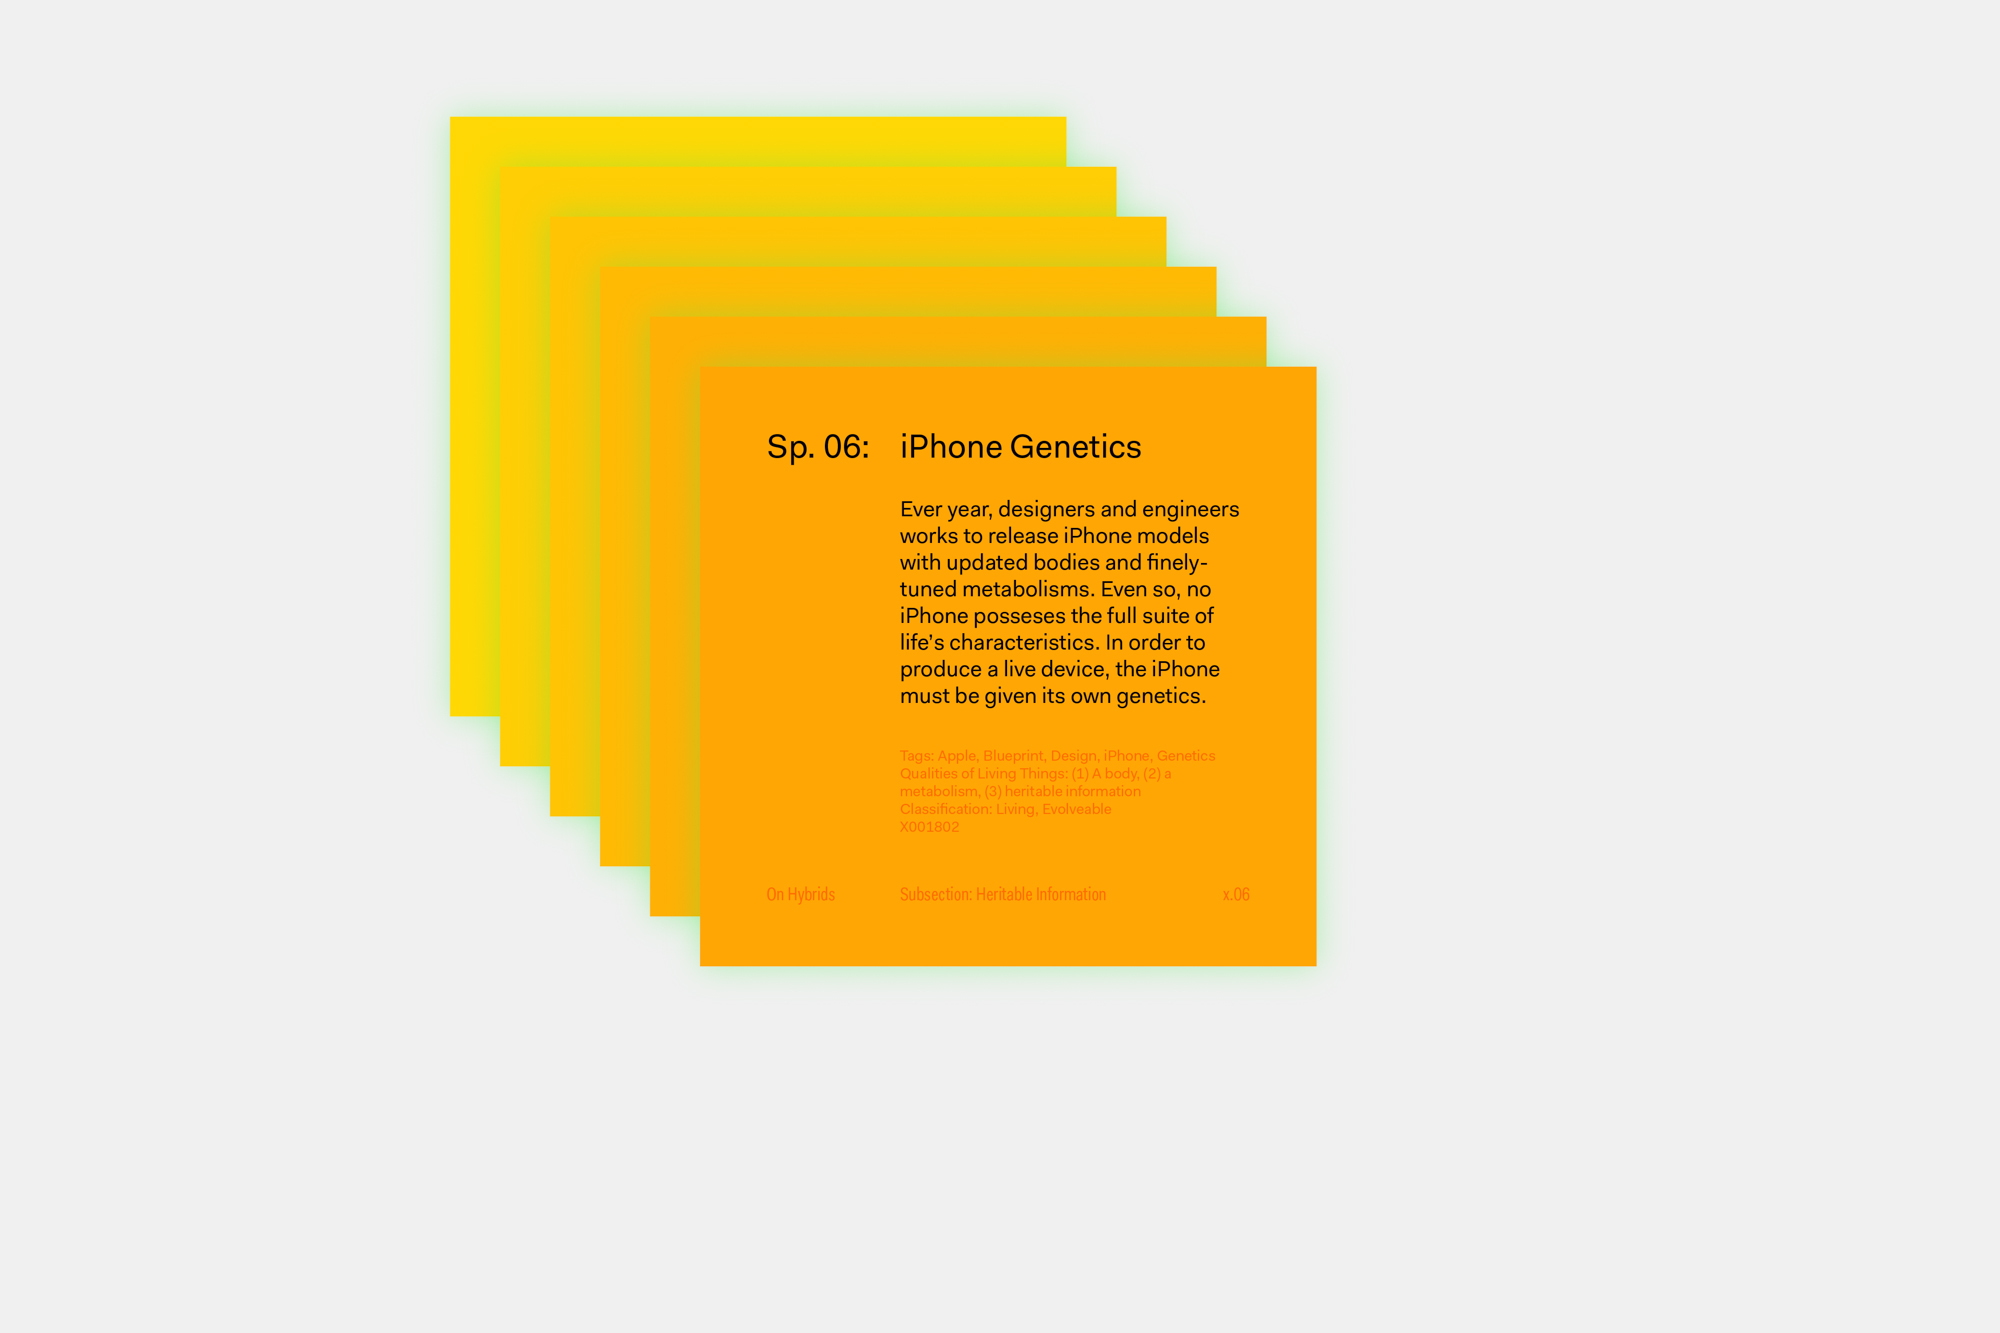 Sp. 06: iPhone Genetics
Ever year, designers and engineers
works to release iPhone models
with updated bodies and finely-
tuned metabolisms. Even so, no
iPhone posseses the full suite of
life’s characteristics. In order to
produce a live device, the iPhone
must be given its own genetics.
Tags: Apple, Blueprint, Design, iPhone, Genetics
Qualities of Living Things: (1) A body, (2) a
metabolism, (3) heritable information
Classification: Living, Evolveable
X001802
On Hybrids Subsection: Heritable Information x.06